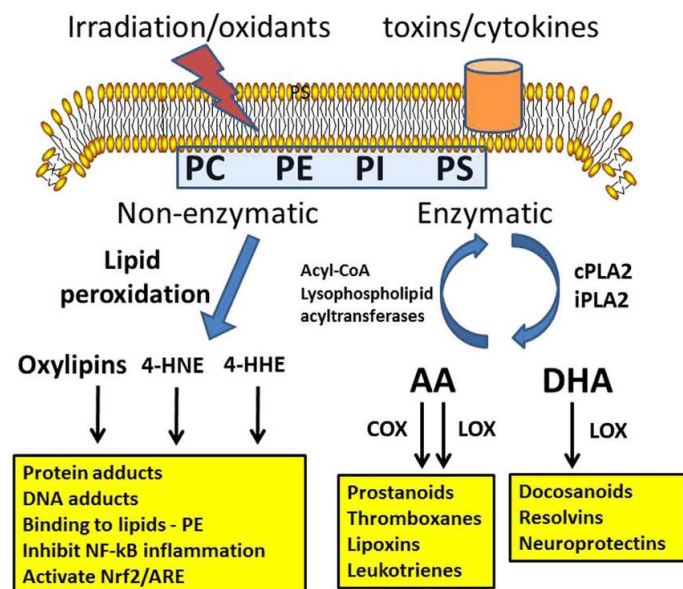 Irradiation/oxidants
toxins/cytokines
PS
PC PE PI PS
Non-enzymatic
Enzymatic
Lipid
peroxidation
Acyl-CoA
Lysophospholipid
acyltransferases
cPLA2
iPLA2
Oxylipins 4-HNE 4-HHE
AA
DHA
COX
LOX
LOX
Protein adducts
DNA adducts
Binding to lipids - PE
Inhibit NF-kB inflammation
Activate Nrf2/ARE
Prostanoids
Thromboxanes
Lipoxins
Leukotrienes
Docosanoids
Resolvins
Neuroprotectins